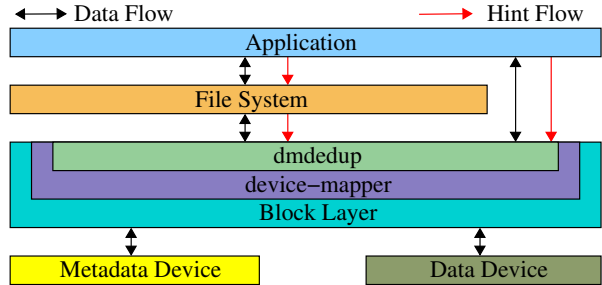 Data Flow
Hint Flow
Application
File System
dmdedup
device−mapper
Block Layer
Metadata Device
Data Device